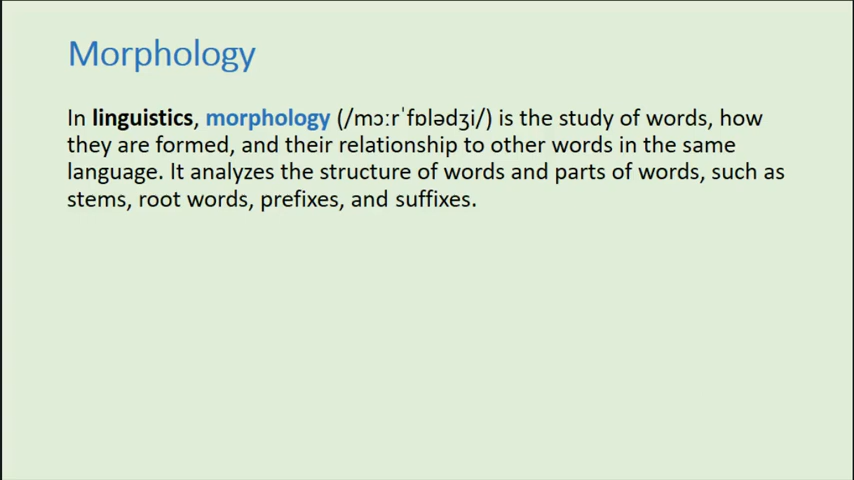 Morphology
In linguistics, morphology (/mɔːrˈfɒlədʒi/) is the study of words, how
they are formed, and their relationship to other words in the same
language. It analyzes the structure of words and parts of words, such as
stems, root words, prefixes, and suffixes.